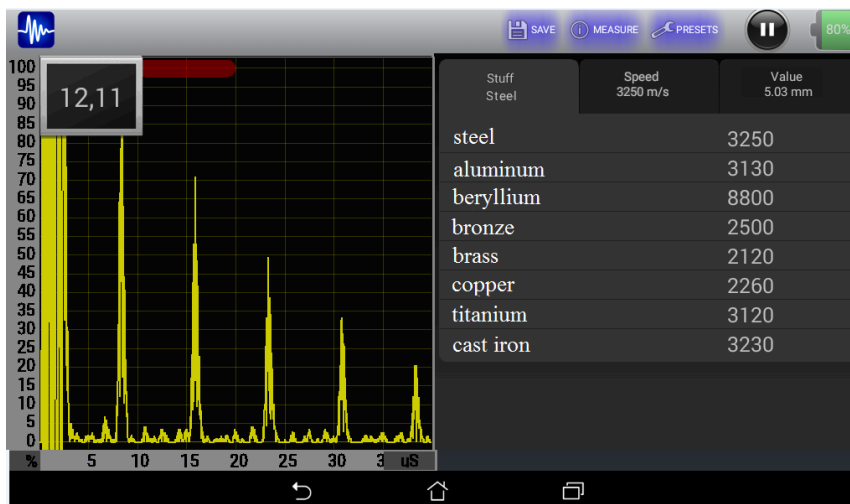 SAVE
MEASURE
PRESETS
80%
12,11
100
95
90
85
80
75
70
65
60
55
50
45
40
35
30
25
20
15
10
5
0
% 5 10 15 20 25 30 3 uS
Stuff
Steel
Speed
3250 m/s
Value
5.03 mm
steel 3250
aluminum 3130
beryllium 8800
bronze 2500
brass 2120
copper 2260
titanium 3120
cast iron 3230